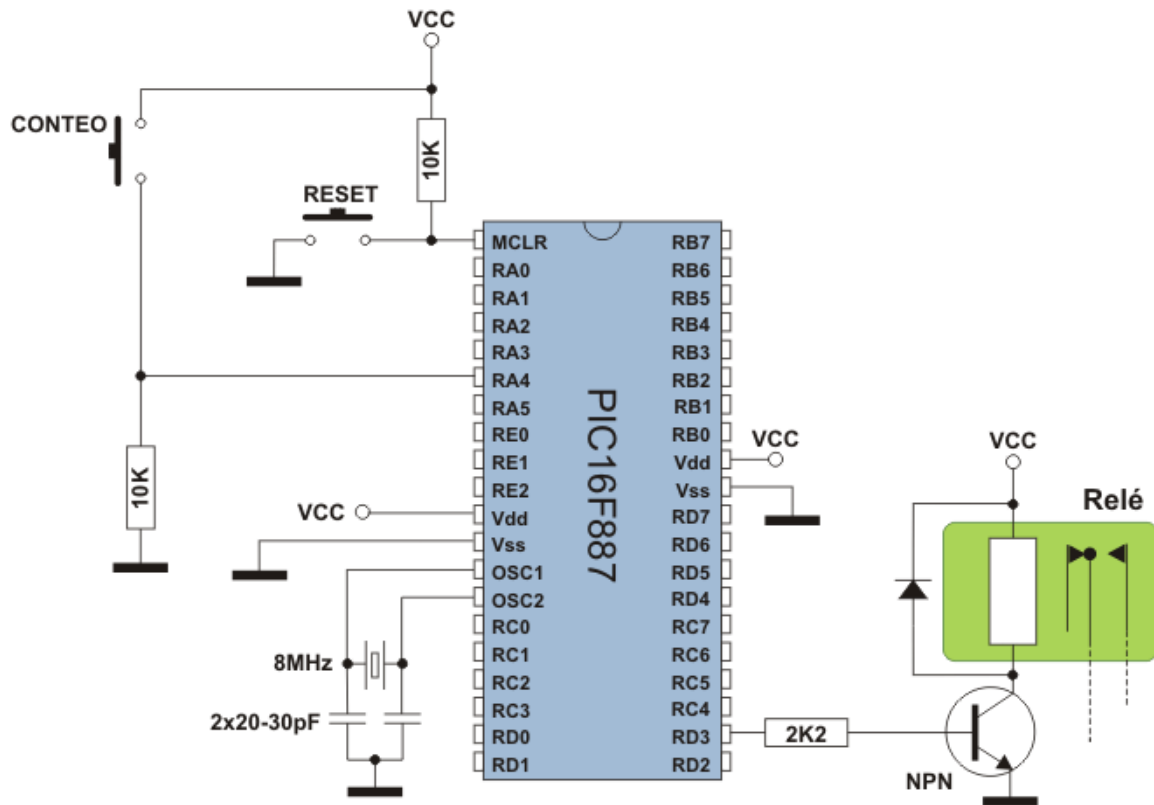 VCC
CONTEO
10K
RESET
MCLR
RA0
RA1
RA2
RA3
RA4
RA5
RE0
RE1
RE2
Vdd
Vss
OSC1
OSC2
RC0
RC1
RC2
RC3
RD0
RD1
PIC16F887
RB7
RB6
RB5
RB4
RB3
RB2
RB1
RB0
Vdd
Vss
RD7
RD6
RD5
RD4
RC7
RC6
RC5
RC4
RD3
RD2
10K
VCC
8MHz
2x20-30pF
VCC
VCC
Relé
2K2
NPN